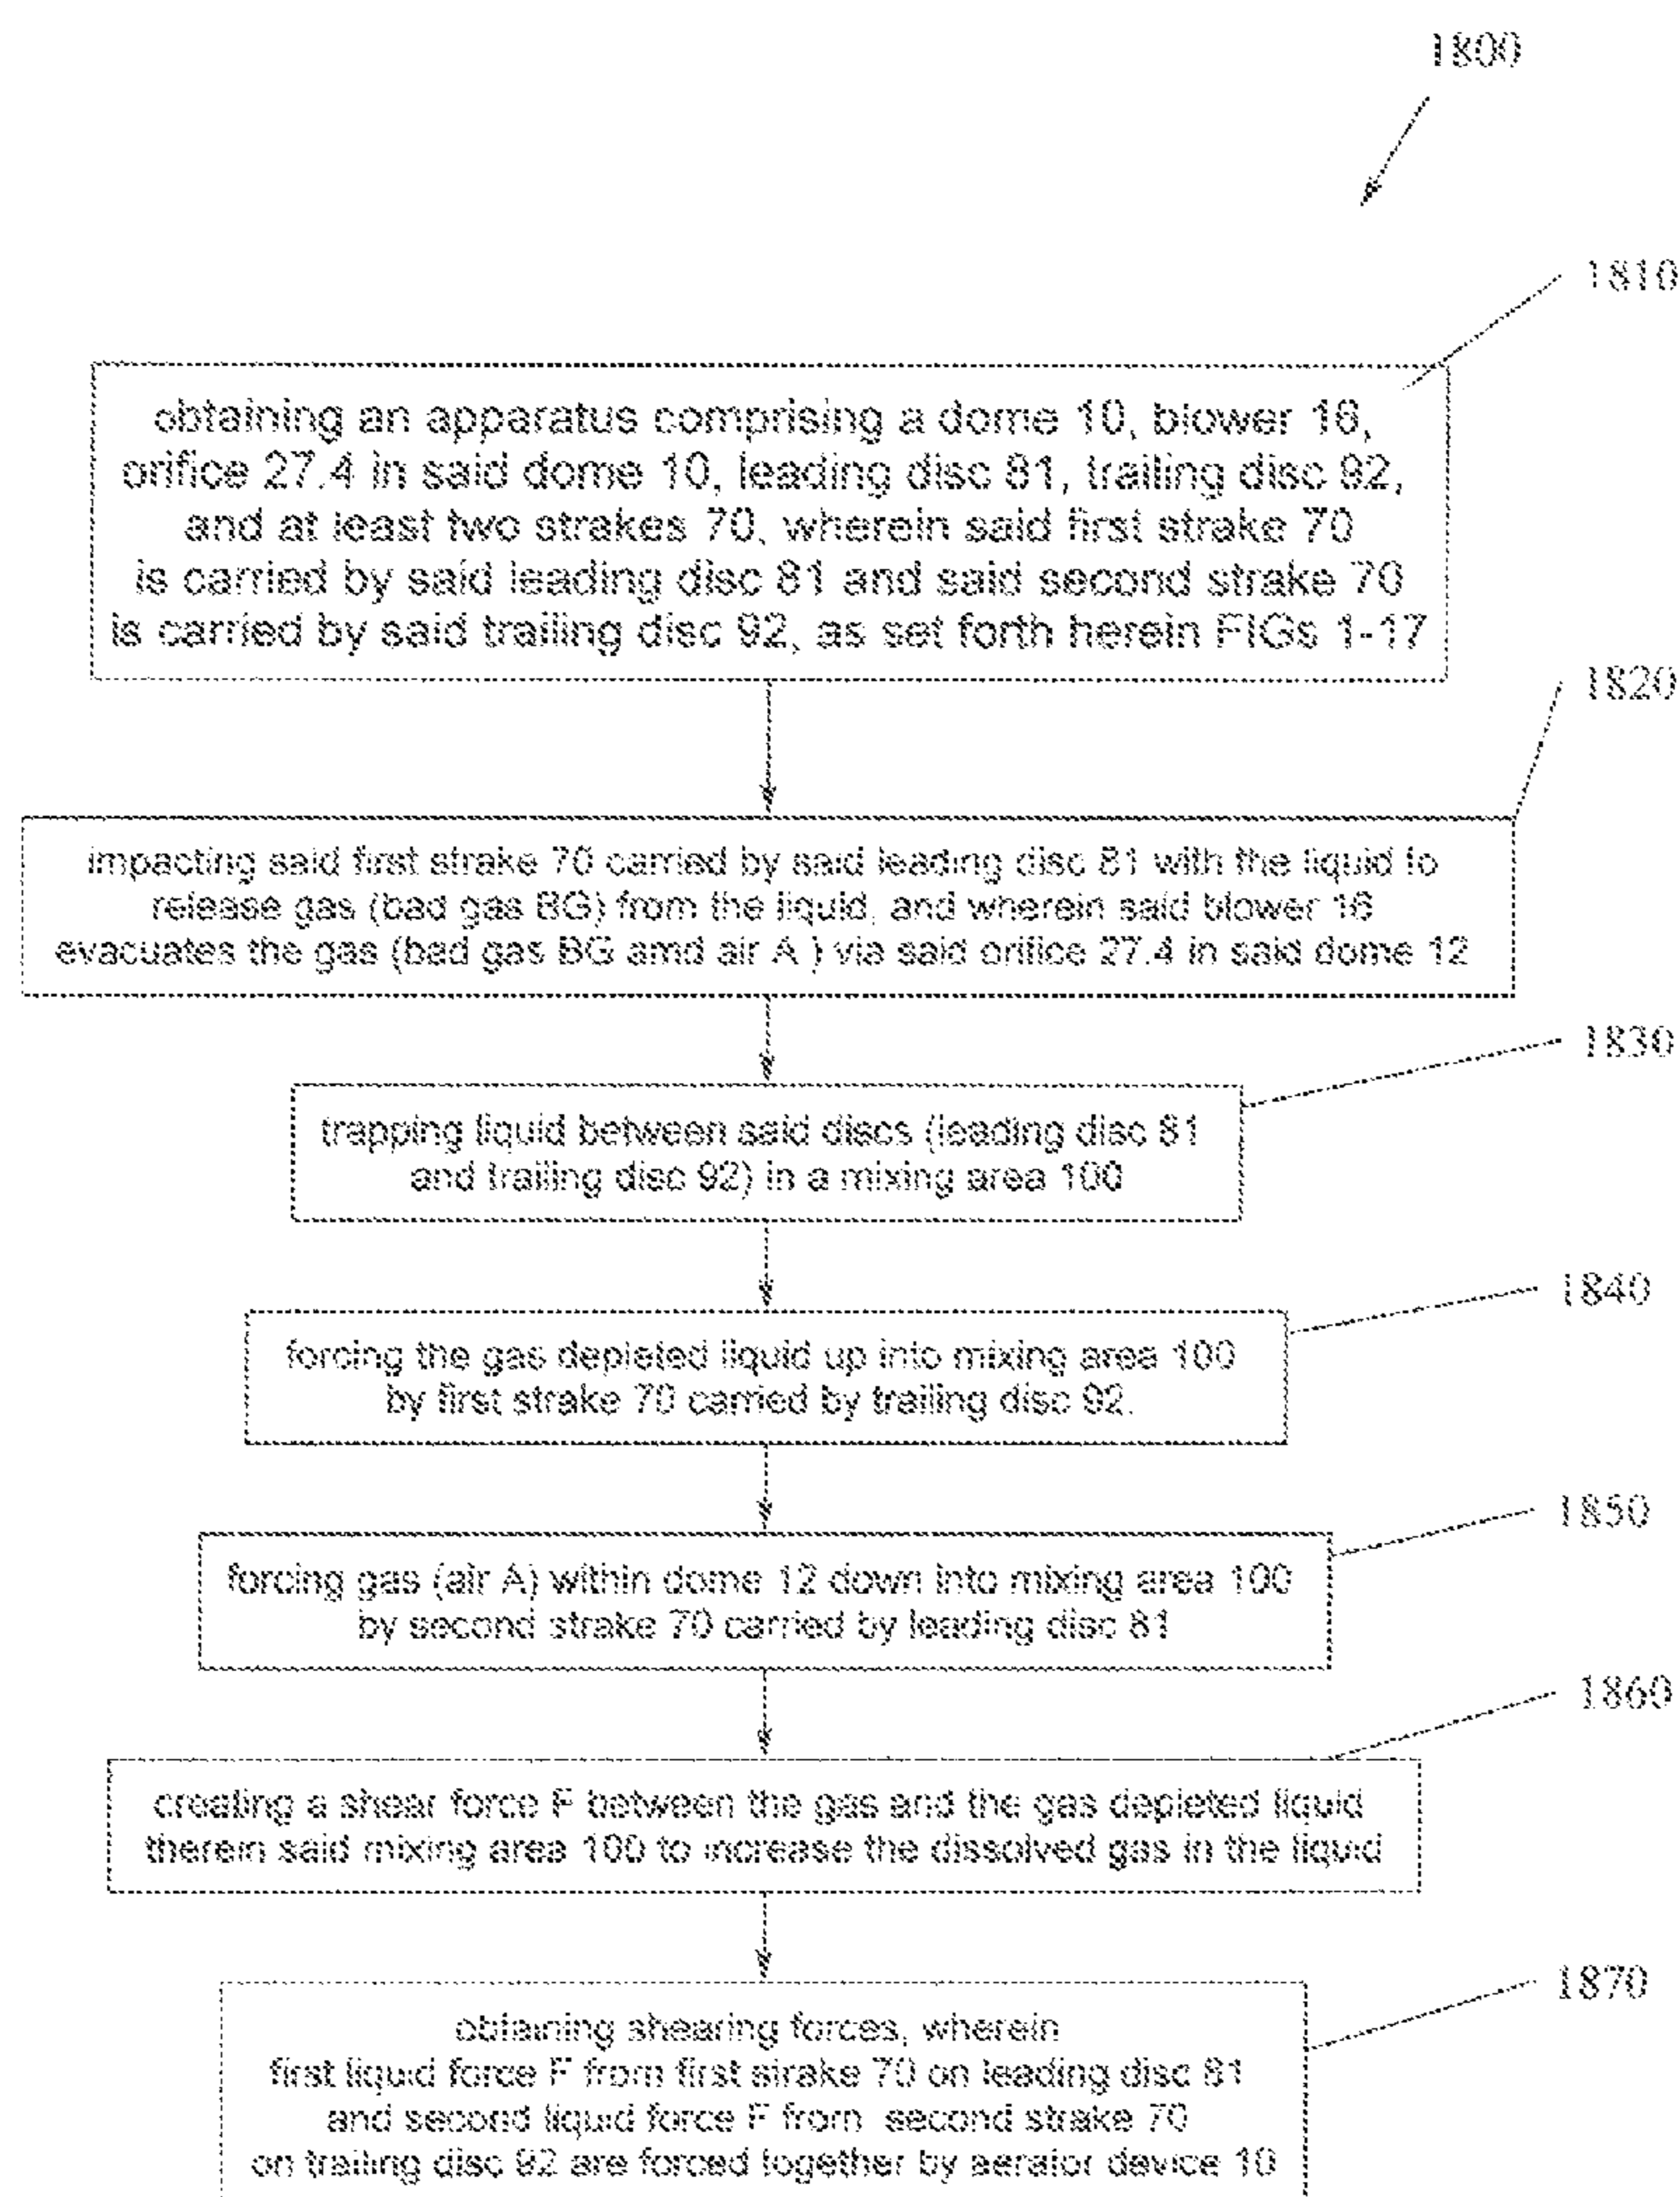 1800
1810
obtaining an apparatus comprising a dome 10, blower 16,
orifice 27.4 in said dome 10, leading disc 81, trailing disc 92,
and at least two strakes 70, wherein said first strake 70
is carried by said leading disc 81 and said second strake 70
is carried by said trailing disc 92, as set forth herein FIGs 1-17
1820
impacting said first strake 70 carried by said leading disc 81 with the liquid to
release gas (bad gas BG) from the liquid, and wherein said blower 16
evacuates the gas (bad gas BG amd air A ) via said orifice 27.4 in said dome 12
1830
trapping liquid between said discs (leading disc 81
and trailing disc 92) in a mixing area 100
1840
forcing the gas depleted liquid up into mixing area 100
by first strake 70 carried by trailing disc 92.
1850
forcing gas (air A) within dome 12 down into mixing area 100
by second strake 70 carried by leading disc 81
1860
creating a shear force F between the gas and the gas depleted liquid
therein said mixing area 100 to increase the dissolved gas in the liquid
1870
obtaining shearing forces, wherein
first liquid force F from first strake 70 on leading disc 81
and second liquid force F from second strake 70
on trailing disc 92 are forced together by aerator device 10